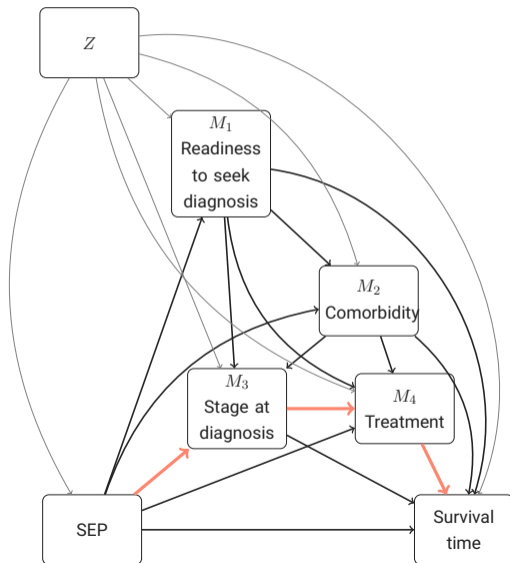 Z
M₁
Readiness
to seek
diagnosis
M₂
Comorbidity
M₃
Stage at
diagnosis
M₄
Treatment
SEP
Survival
time